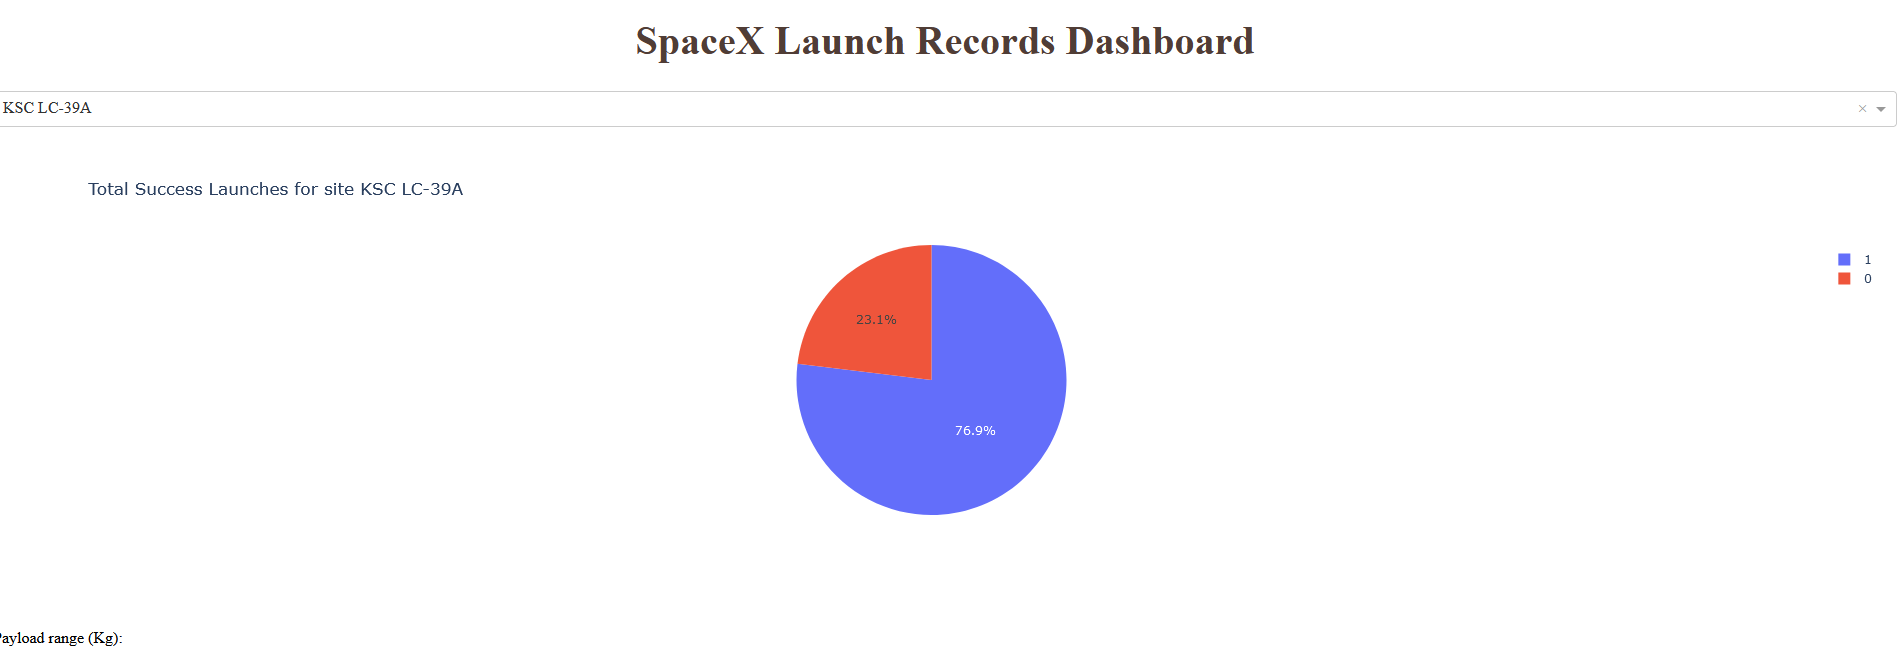 SpaceX Launch Records Dashboard
KSC LC-39A
Total Success Launches for site KSC LC-39A
1
0
23.1%
76.9%
Payload range (Kg):